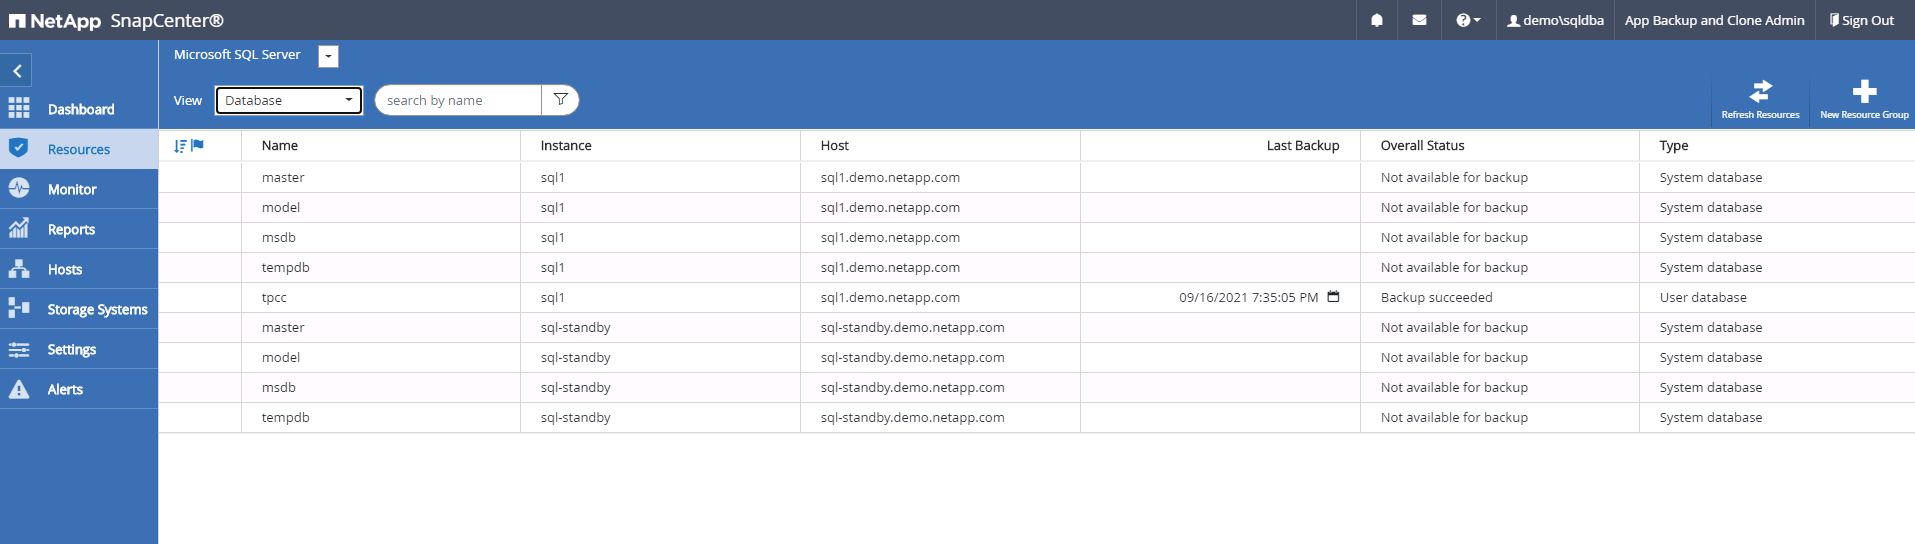 NetApp SnapCenter®
demo\sqldba App Backup and Clone Admin Sign Out
Dashboard
Resources
Monitor
Reports
Hosts
Storage Systems
Settings
Alerts
Microsoft SQL Server
View Database search by name
Refresh Resources New Resource Group
Name Instance Host Last Backup Overall Status Type
master sql1 sql1.demo.netapp.com Not available for backup System database
model sql1 sql1.demo.netapp.com Not available for backup System database
msdb sql1 sql1.demo.netapp.com Not available for backup System database
tempdb sql1 sql1.demo.netapp.com Not available for backup System database
tpcc sql1 sql1.demo.netapp.com 09/16/2021 7:35:05 PM Backup succeeded User database
master sql-standby sql-standby.demo.netapp.com Not available for backup System database
model sql-standby sql-standby.demo.netapp.com Not available for backup System database
msdb sql-standby sql-standby.demo.netapp.com Not available for backup System database
tempdb sql-standby sql-standby.demo.netapp.com Not available for backup System database